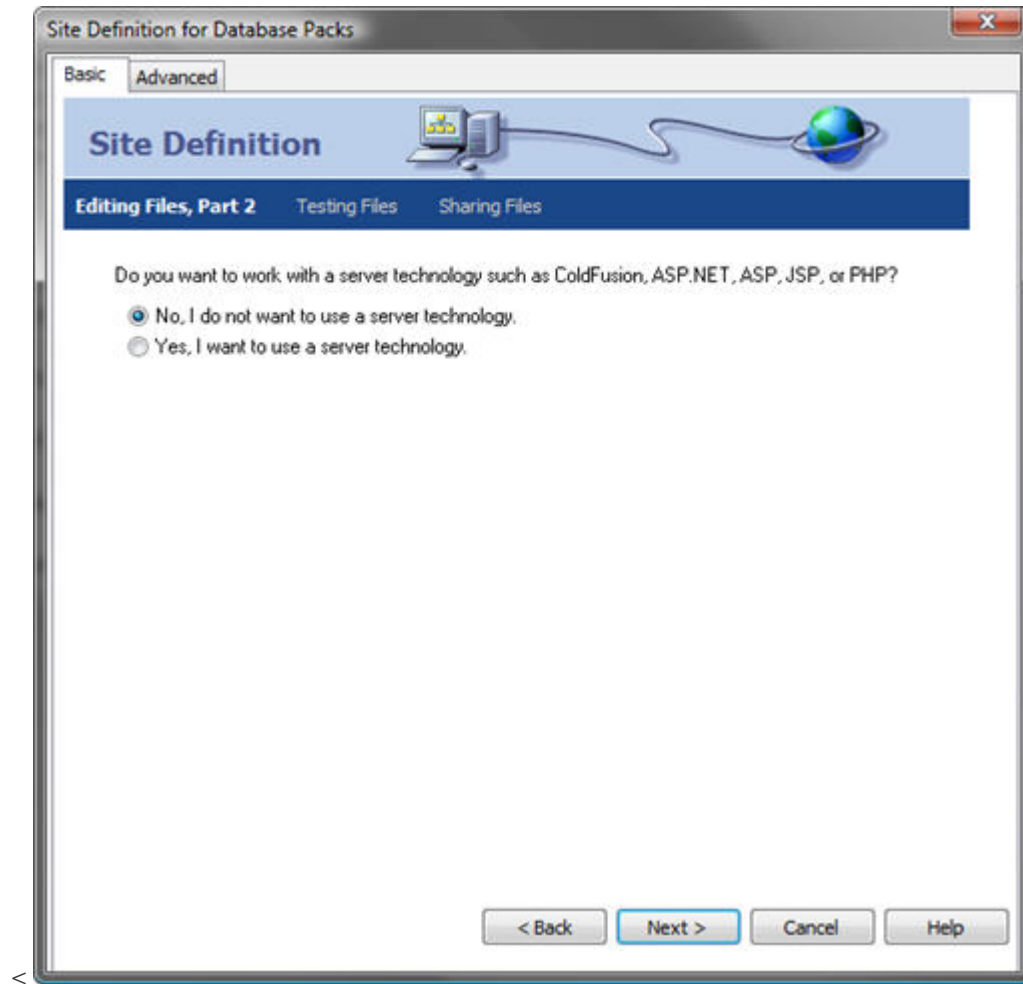 Site Definition for Database Packs
Basic Advanced
Site Definition
Editing Files, Part 2 Testing Files Sharing Files
Do you want to work with a server technology such as ColdFusion, ASP.NET, ASP, JSP, or PHP?
No, I do not want to use a server technology.
Yes, I want to use a server technology.
< Back Next > Cancel Help
<